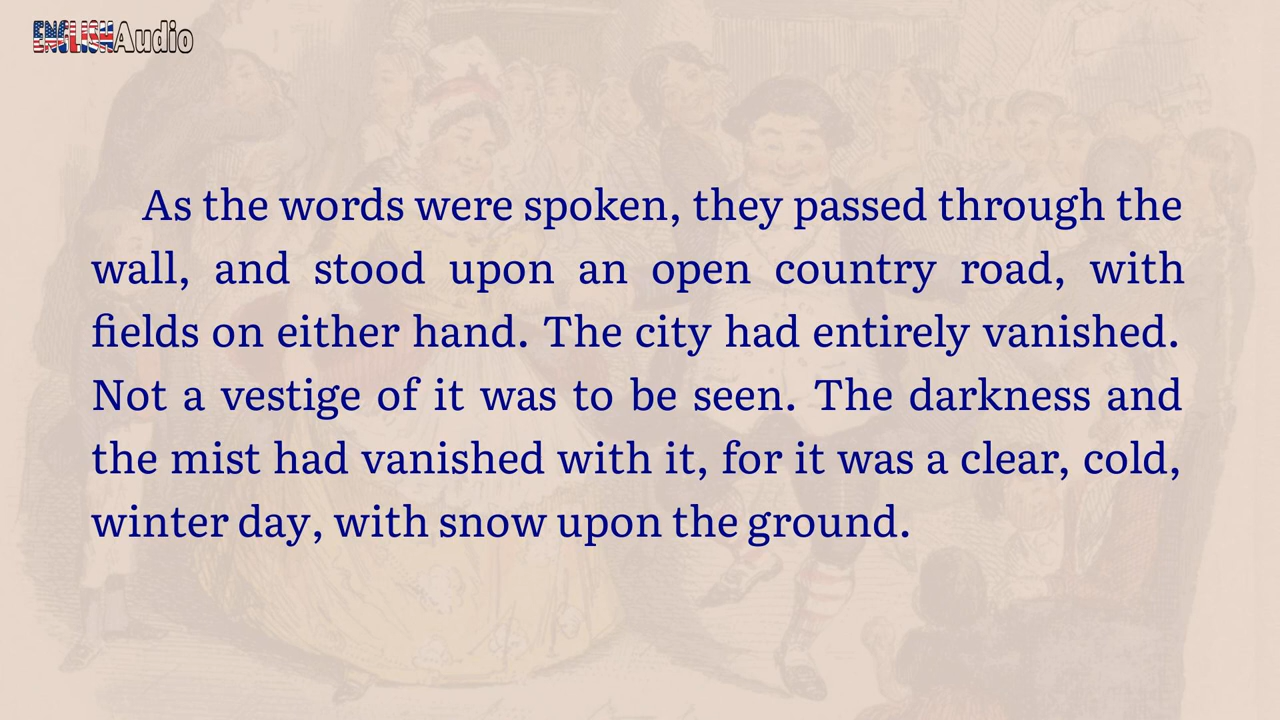 ENGLISHAudio
As the words were spoken, they passed through the
wall, and stood upon an open country road, with
fields on either hand. The city had entirely vanished.
Not a vestige of it was to be seen. The darkness and
the mist had vanished with it, for it was a clear, cold,
winter day, with snow upon the ground.